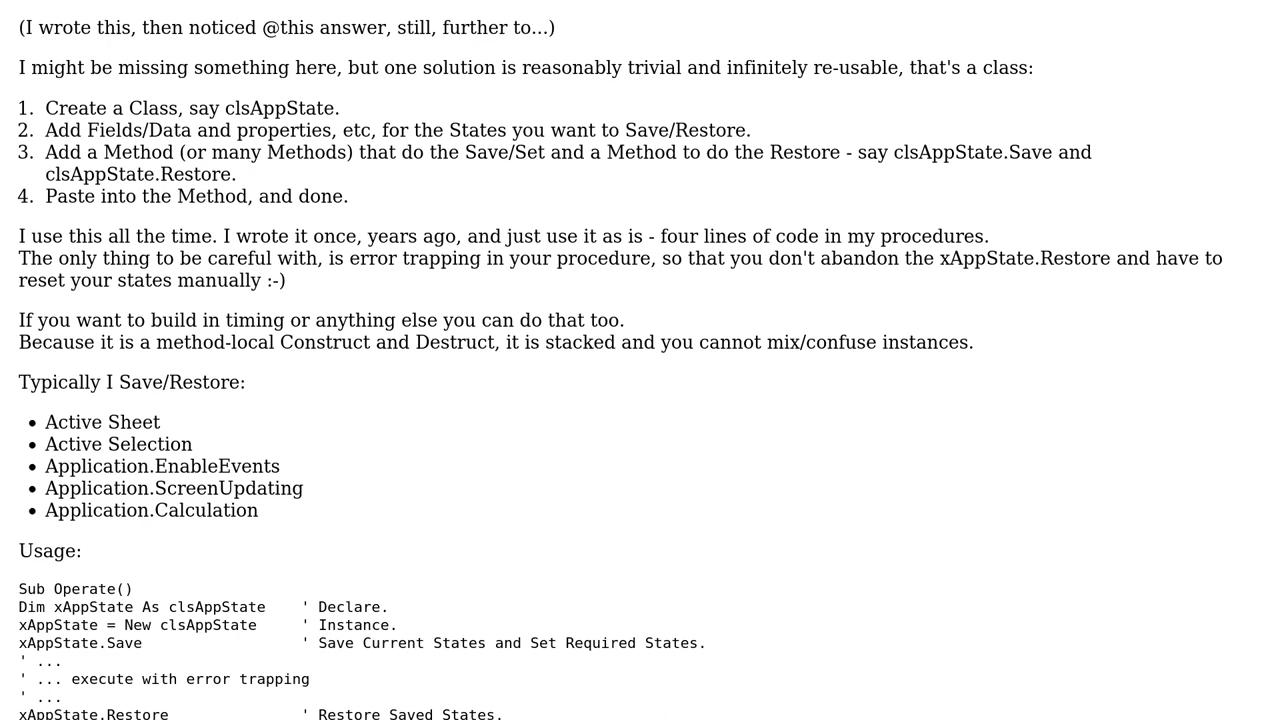 (I wrote this, then noticed @this answer, still, further to...)
I might be missing something here, but one solution is reasonably trivial and infinitely re-usable, that's a class:
1. Create a Class, say clsAppState.
2. Add Fields/Data and properties, etc, for the States you want to Save/Restore.
3. Add a Method (or many Methods) that do the Save/Set and a Method to do the Restore - say clsAppState.Save and
clsAppState.Restore.
4. Paste into the Method, and done.
I use this all the time. I wrote it once, years ago, and just use it as is - four lines of code in my procedures.
The only thing to be careful with, is error trapping in your procedure, so that you don't abandon the xAppState.Restore and have to
reset your states manually :-)
If you want to build in timing or anything else you can do that too.
Because it is a method-local Construct and Destruct, it is stacked and you cannot mix/confuse instances.
Typically I Save/Restore:
• Active Sheet
• Active Selection
• Application.EnableEvents
• Application.ScreenUpdating
• Application.Calculation
Usage:
Sub Operate()
Dim xAppState As clsAppState    ' Declare.
xAppState = New clsAppState     ' Instance.
xAppState.Save                  ' Save Current States and Set Required States.
' ...
' ... execute with error trapping
' ...
xAppState.Restore               ' Restore Saved States.